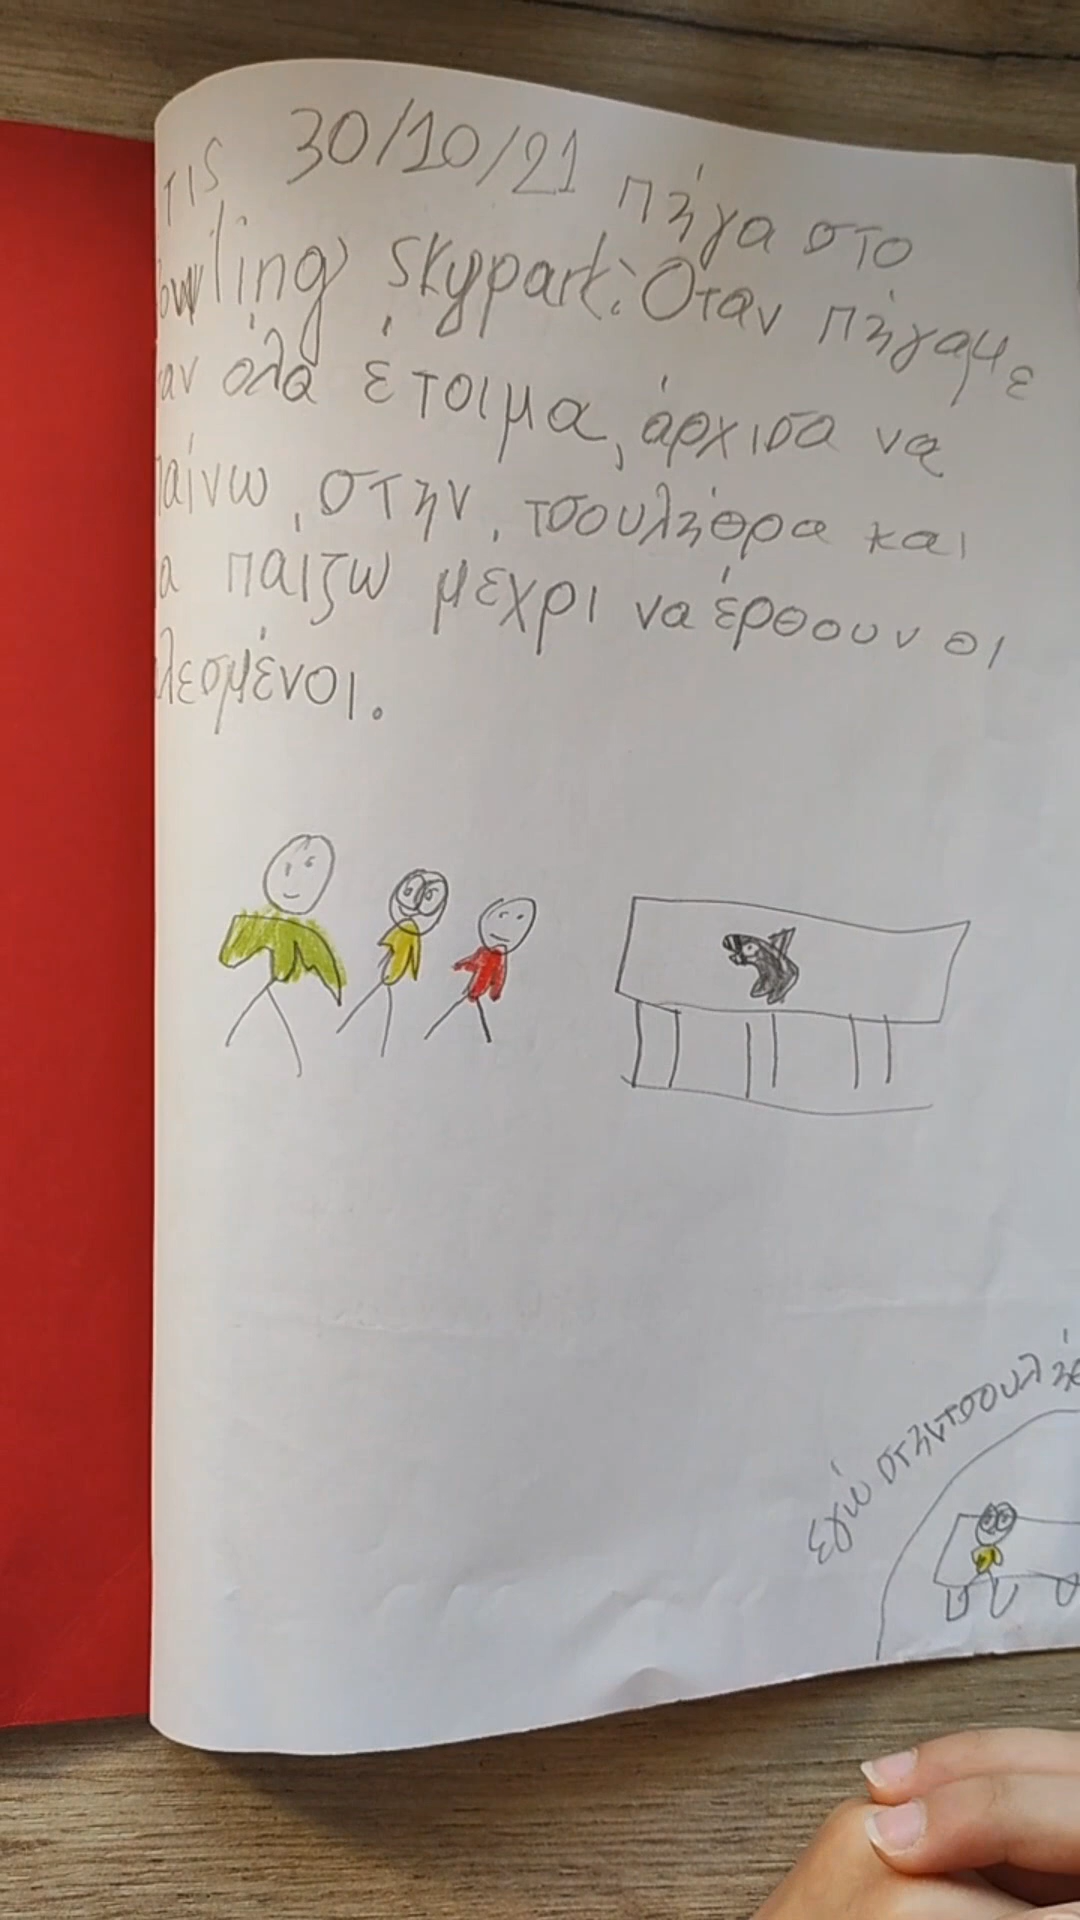 τις 30/10/21 πήγα στο
bowling skypark. Όταν πήγαμε
αν όλα έτοιμα, άρχισα να
αίνω στην τσουλήθρα και
α παίζω μέχρι να έρθουν οι
λεσμένοι.
εγώ στην τσουλήθ